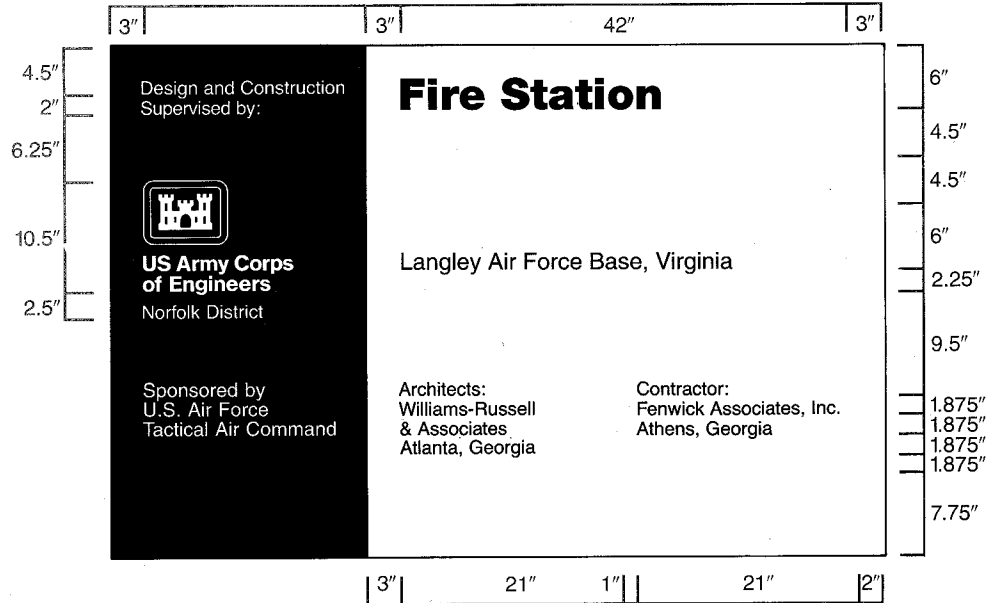 3″ 3″ 42″ 3″
4.5″
2″
6.25″
10.5″
2.5″
Design and Construction
Supervised by:
US Army Corps
of Engineers
Norfolk District
Sponsored by
U.S. Air Force
Tactical Air Command
Fire Station
Langley Air Force Base, Virginia
Architects:
Williams-Russell
& Associates
Atlanta, Georgia
Contractor:
Fenwick Associates, Inc.
Athens, Georgia
6″
4.5″
4.5″
6″
2.25″
9.5″
1.875″
1.875″
1.875″
1.875″
7.75″
3″ 21″ 1″ 21″ 2″